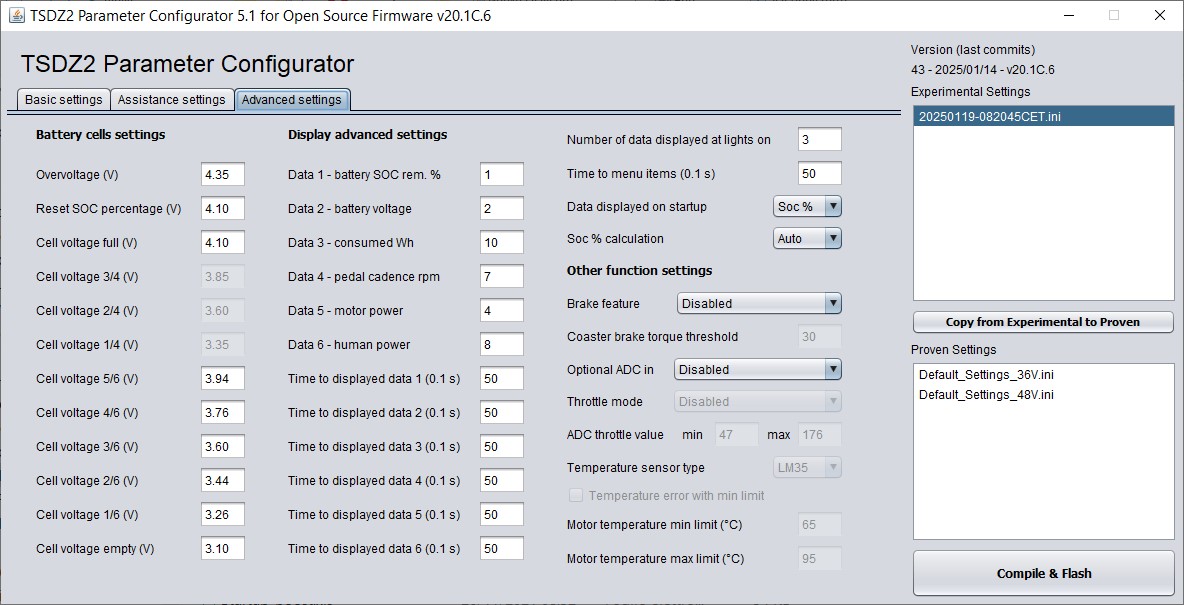 TSDZ2 Parameter Configurator 5.1 for Open Source Firmware v20.1C.6
TSDZ2 Parameter Configurator
Basic settings
Assistance settings
Advanced settings
Battery cells settings
Overvoltage (V) 4.35
Reset SOC percentage (V) 4.10
Cell voltage full (V) 4.10
Cell voltage 3/4 (V) 3.85
Cell voltage 2/4 (V) 3.60
Cell voltage 1/4 (V) 3.35
Cell voltage 5/6 (V) 3.94
Cell voltage 4/6 (V) 3.76
Cell voltage 3/6 (V) 3.60
Cell voltage 2/6 (V) 3.44
Cell voltage 1/6 (V) 3.26
Cell voltage empty (V) 3.10
Display advanced settings
Data 1 - battery SOC rem. % 1
Data 2 - battery voltage 2
Data 3 - consumed Wh 10
Data 4 - pedal cadence rpm 7
Data 5 - motor power 4
Data 6 - human power 8
Time to displayed data 1 (0.1 s) 50
Time to displayed data 2 (0.1 s) 50
Time to displayed data 3 (0.1 s) 50
Time to displayed data 4 (0.1 s) 50
Time to displayed data 5 (0.1 s) 50
Time to displayed data 6 (0.1 s) 50
Number of data displayed at lights on 3
Time to menu items (0.1 s) 50
Data displayed on startup Soc %
Soc % calculation Auto
Other function settings
Brake feature Disabled
Coaster brake torque threshold 30
Optional ADC in Disabled
Throttle mode Disabled
ADC throttle value min 47 max 176
Temperature sensor type LM35
Temperature error with min limit
Motor temperature min limit (°C) 65
Motor temperature max limit (°C) 95
Version (last commits)
43 - 2025/01/14 - v20.1C.6
Experimental Settings
20250119-082045CET.ini
Copy from Experimental to Proven
Proven Settings
Default_Settings_36V.ini
Default_Settings_48V.ini
Compile & Flash